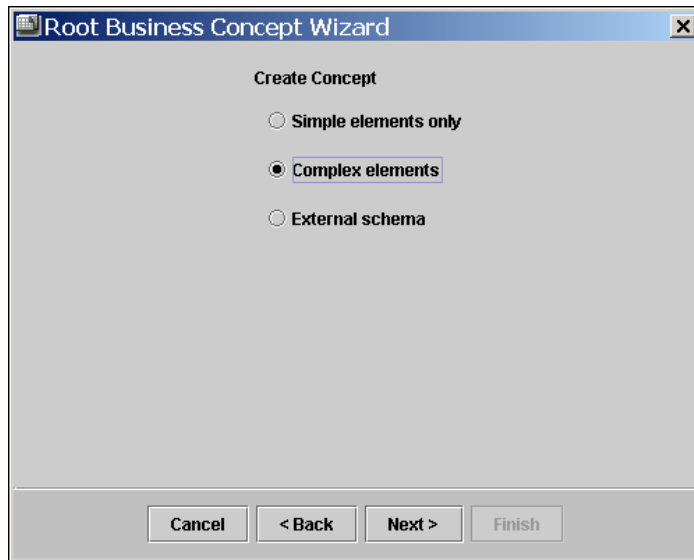 Root Business Concept Wizard
Create Concept
Simple elements only
Complex elements
External schema
Cancel < Back Next > Finish